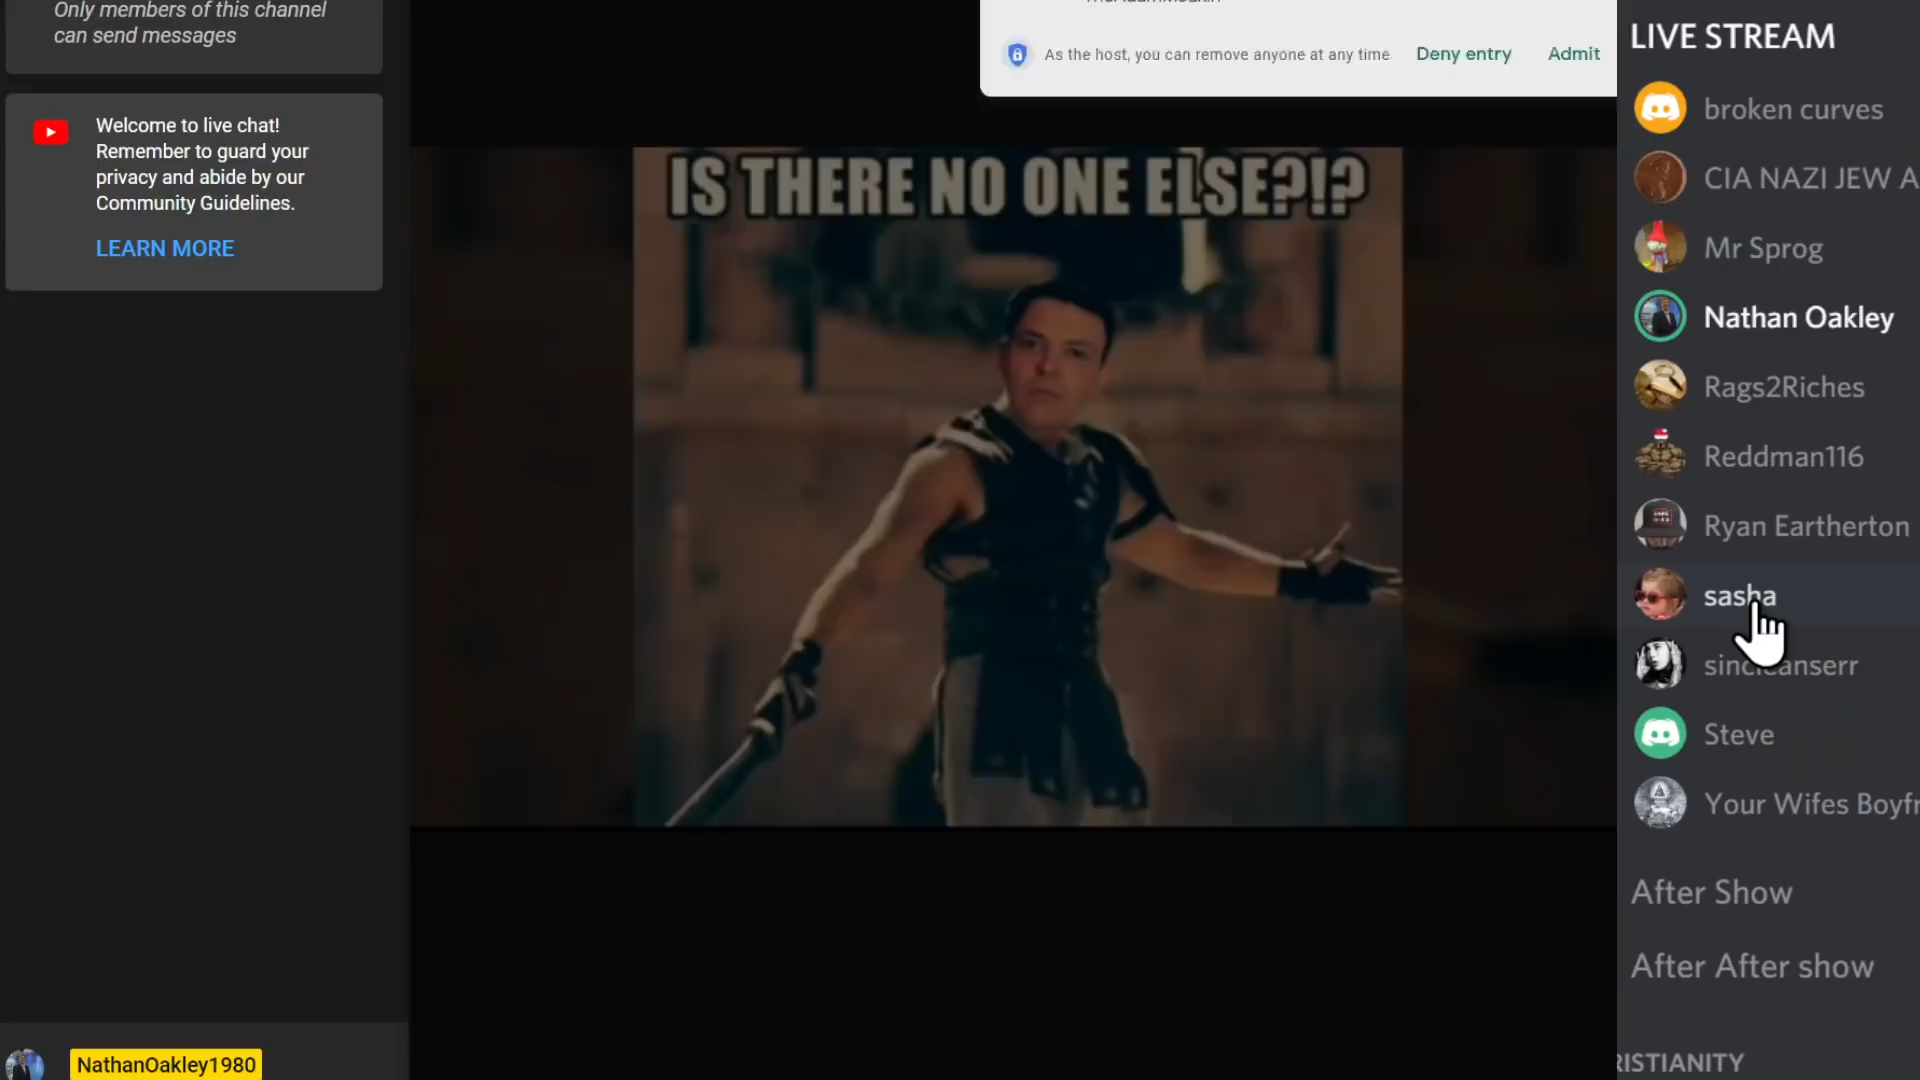 Only members of this channel
can send messages
Welcome to live chat!
Remember to guard your
privacy and abide by our
Community Guidelines.
LEARN MORE
NathanOakley1980
As the host, you can remove anyone at any time
Deny entry
Admit
IS THERE NO ONE ELSE?!?
LIVE STREAM
broken curves
CIA NAZI JEW A
Mr Sprog
Nathan Oakley
Rags2Riches
Reddman116
Ryan Eartherton
sasha
Steve
Your Wifes Boyfr
After Show
After After show
RISTIANITY